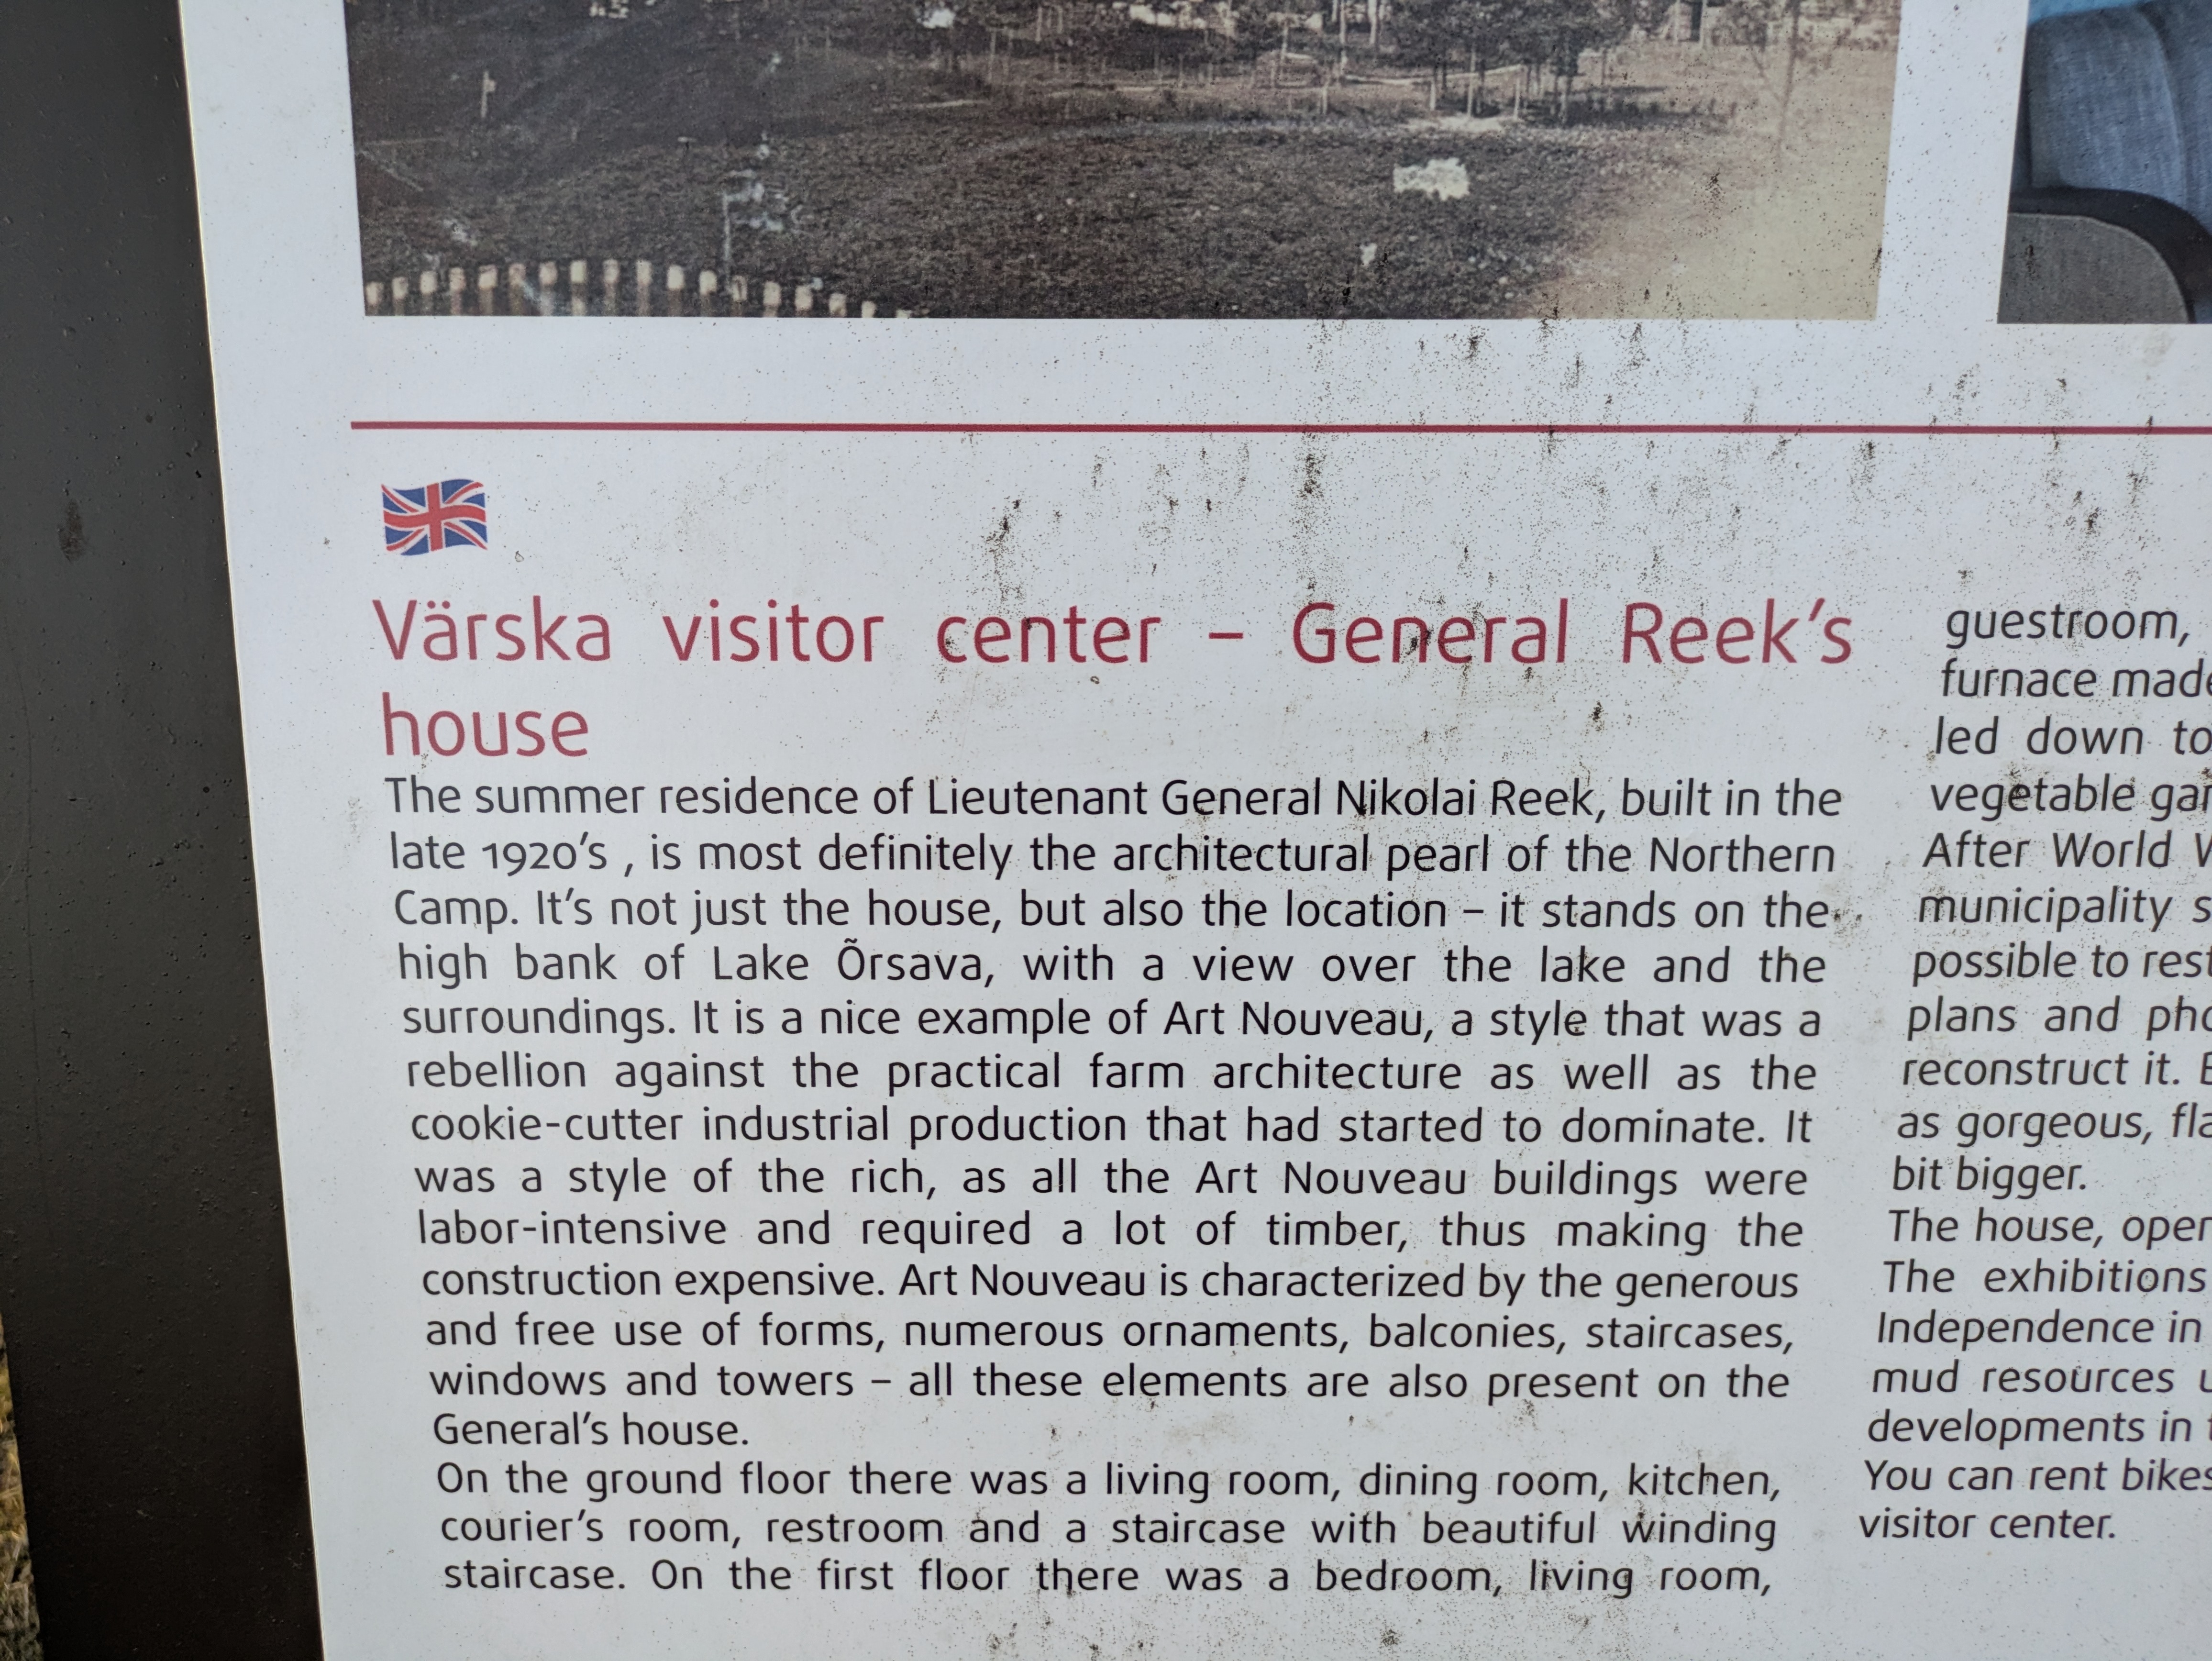 Värska visitor center – General Reek’s
house
The summer residence of Lieutenant General Nikolai Reek, built in the
late 1920’s , is most definitely the architectural pearl of the Northern
Camp. It’s not just the house, but also the location – it stands on the
high bank of Lake Õrsava, with a view over the lake and the
surroundings. It is a nice example of Art Nouveau, a style that was a
rebellion against the practical farm architecture as well as the
cookie-cutter industrial production that had started to dominate. It
was a style of the rich, as all the Art Nouveau buildings were
labor-intensive and required a lot of timber, thus making the
construction expensive. Art Nouveau is characterized by the generous
and free use of forms, numerous ornaments, balconies, staircases,
windows and towers – all these elements are also present on the
General’s house.
On the ground floor there was a living room, dining room, kitchen,
courier’s room, restroom and a staircase with beautiful winding
staircase. On the first floor there was a bedroom, living room,
guestroom,
furnace
led down to
vegetable
After World
municipality
possible to
plans and
reconstruct it.
as gorgeous,
bit bigger.
The house,
The exhibitions
Independence in
mud resources
developments in
You can rent bikes
visitor center.